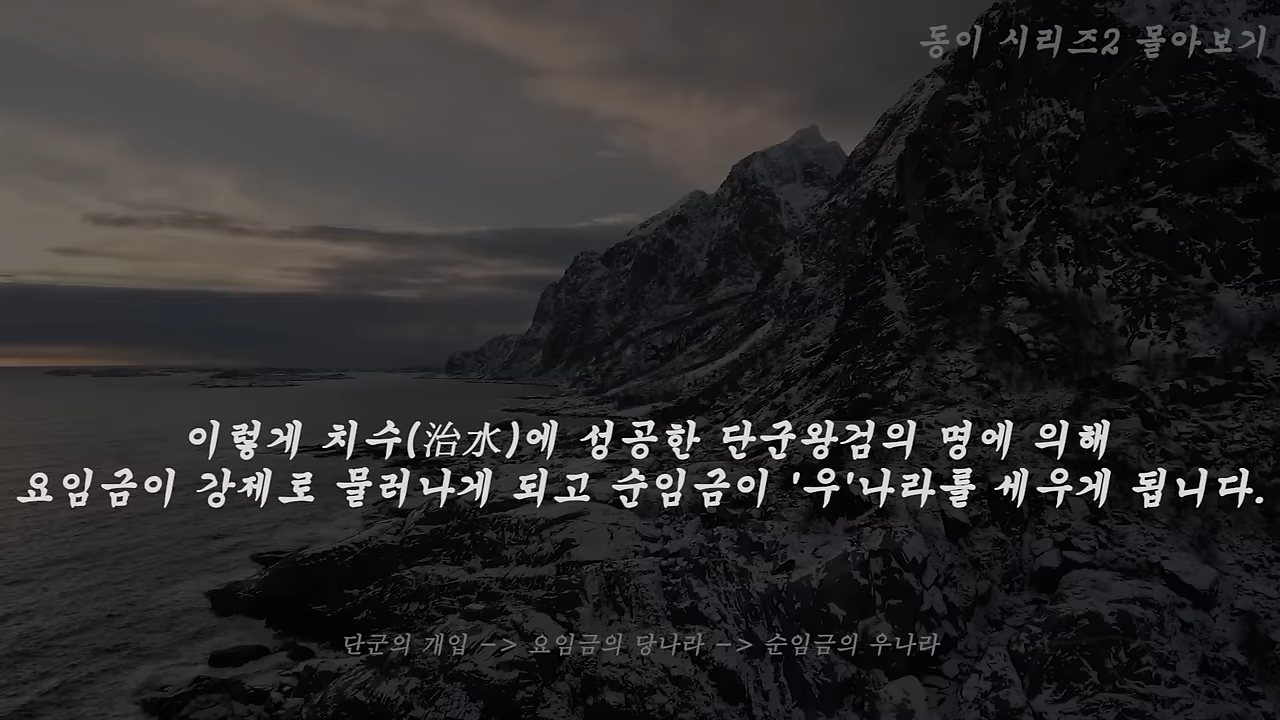 동이 시리즈2 몰아보기
이렇게 치수(治水)에 성공한 단군왕검의 명에 의해
요임금이 강제로 물러나게 되고 순임금이 '우'나라를 세우게 됩니다.
단군의 개입 -> 요임금의 당나라 -> 순임금의 우나라